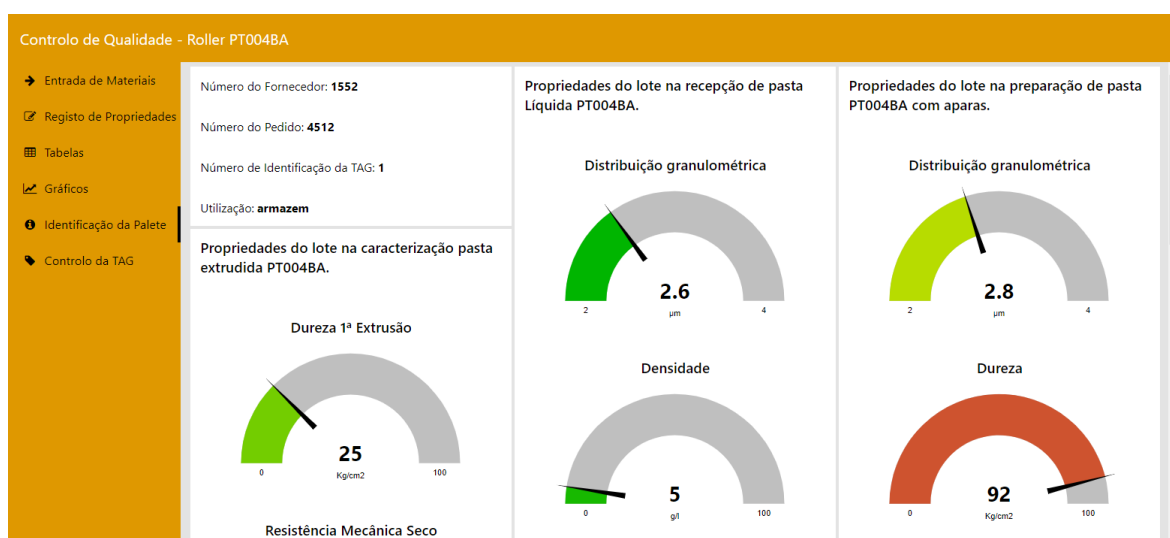 Controlo de Qualidade - Roller PT004BA
Entrada de Materiais
Registo de Propriedades
Tabelas
Gráficos
Identificação da Palete
Controlo da TAG
Número do Fornecedor: 1552
Número do Pedido: 4512
Número de Identificação da TAG: 1
Utilização: armazem
Propriedades do lote na caracterização pasta
extrudida PT004BA.
Dureza 1ª Extrusão
25
0
Kg/cm2
100
Resistência Mecânica Seco
Propriedades do lote na recepção de pasta
Líquida PT004BA.
Distribuição granulométrica
2.6
2
µm
4
Densidade
5
0
g/l
100
Propriedades do lote na preparação de pasta
PT004BA com aparas.
Distribuição granulométrica
2.8
2
µm
4
Dureza
92
0
Kg/cm2
100